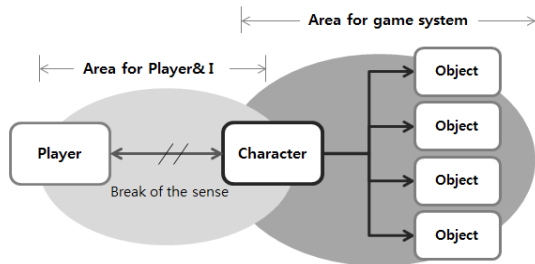 Area for game system
Area for Player& I
Object
Object
Player
Character
Break of the sense
Object
Object